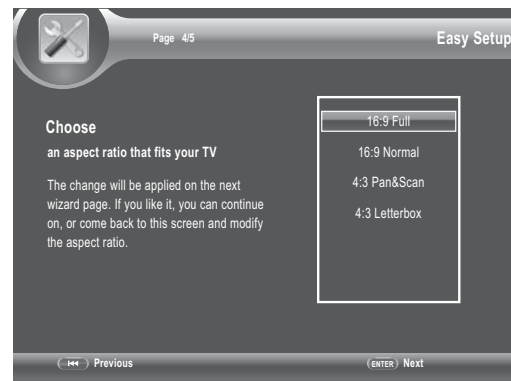 Page 4/5
Easy Setup
Choose
an aspect ratio that fits your TV
The change will be applied on the next
wizard page. If you like it, you can continue
on, or come back to this screen and modify
the aspect ratio.
16:9 Full
16:9 Normal
4:3 Pan&Scan
4:3 Letterbox
Previous
ENTER Next